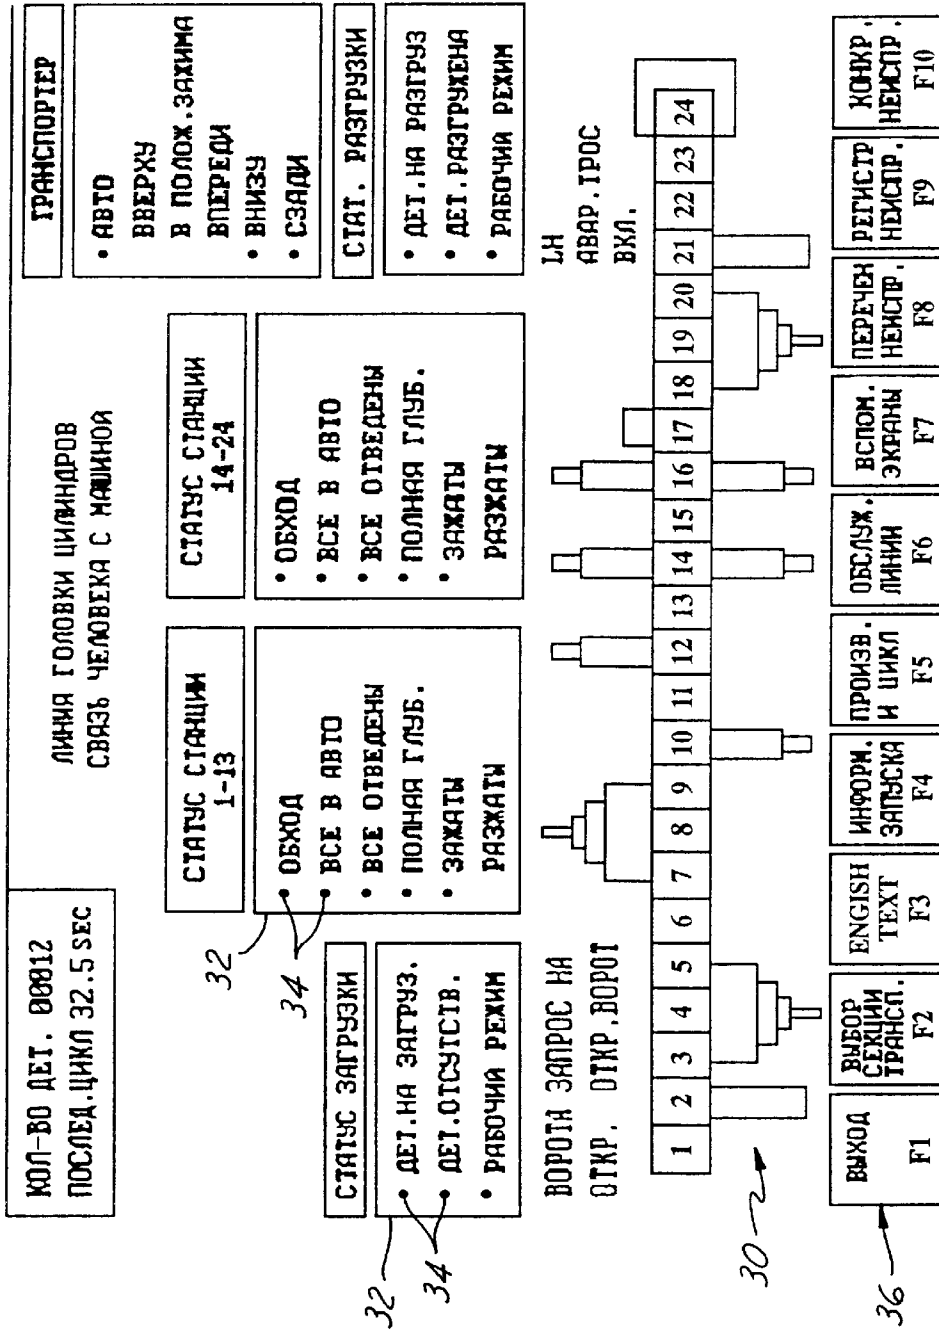 КОЛ-ВО ДЕТ. 00012
ПОСЛЕД.ЦИКЛ 32.5 SEC
ЛИНИЯ ГОЛОВКИ ЦИЛИНДРОВ
СВЯЗЬ ЧЕЛОВЕКА С МАШИНОЙ
ТРАНСПОРТЕР
• АВТО
ВВЕРХУ
В ПОЛОЖ.ЗАЖИМА
ВПЕРЕДИ
• ВНИЗУ
• СЗАДИ
СТАТУС СТАНЦИИ
1-13
• ОБХОД
• ВСЕ В АВТО
• ВСЕ ОТВЕДЕНЫ
• ПОЛНАЯ ГЛУБ.
• ЗАЖАТЫ
РАЗЖАТЫ
СТАТУС СТАНЦИИ
14-24
• ОБХОД
• ВСЕ В АВТО
• ВСЕ ОТВЕДЕНЫ
• ПОЛНАЯ ГЛУБ.
• ЗАЖАТЫ
РАЗЖАТЫ
СТАТУС ЗАГРУЗКИ
• ДЕТ.НА ЗАГРУЗ.
• ДЕТ.ОТСУТСТВ.
• РАБОЧИЯ РЕЖИМ
СТАТ. РАЗГРУЗКИ
• ДЕТ.НА РАЗГРУЗ
• ДЕТ.РАЗГРУЖЕНА
• РАБОЧИЯ РЕЖИМ
32
34
32
34
ВОРОТА ЗАПРОС НА
ОТКР. ОТКР.ВОРОТ
LH
АВАР.ТРОС
ВКЛ.
1 2 3 4 5 6 7 8 9 10 11 12 13 14 15 16 17 18 19 20 21 22 23 24
30
36
ВЫХОД
F1
ВЫБОР
СЕКЦИИ
ТРАНСП.
F2
ENGISH
TEXT
F3
ИНФОРМ.
ЗАПУСКА
F4
ПРОИЗВ.
И ЦИКЛ
F5
ОБСЛУЖ.
ЛИНИИ
F6
ВСПОМ.
ЭКРАНЫ
F7
ПЕРЕЧЕН
НЕИСПР.
F8
РЕГИСТР
НЕИСПР.
F9
КОНКР.
НЕИСПР.
F10